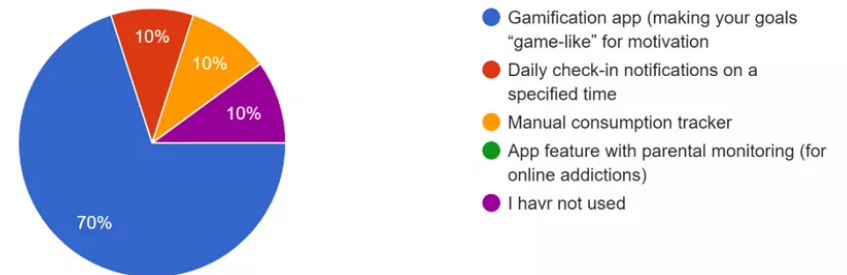 10%
10%
10%
70%
Gamification app (making your goals
“game-like” for motivation
Daily check-in notifications on a
specified time
Manual consumption tracker
App feature with parental monitoring (for
online addictions)
I havr not used